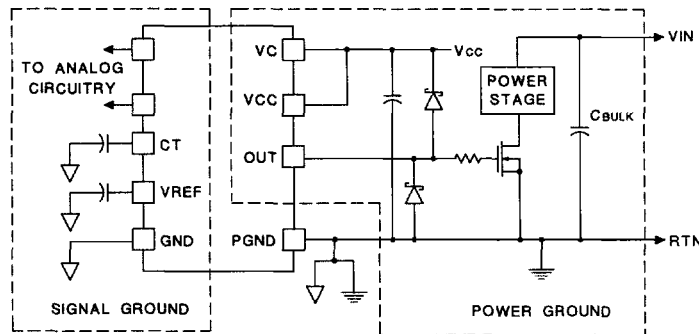 TO ANALOG
CIRCUITRY
CT
VREF
GND
SIGNAL GROUND
VC
VCC
OUT
PGND
VCC
POWER
STAGE
CBULK
VIN
RTN
POWER GROUND